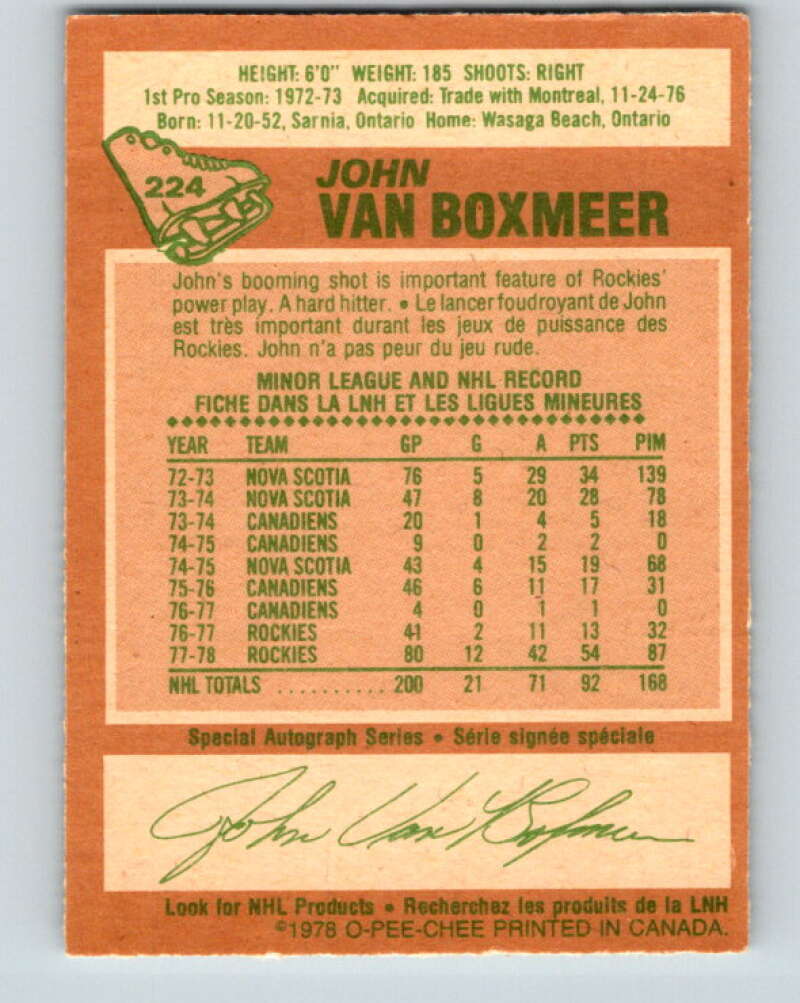 HEIGHT: 6'0" WEIGHT: 185 SHOOTS: RIGHT
1st Pro Season: 1972-73 Acquired: Trade with Montreal, 11-24-76
Born: 11-20-52, Sarnia, Ontario Home: Wasaga Beach, Ontario
224
JOHN
VAN BOXMEER
John's booming shot is important feature of Rockies'
power play. A hard hitter. • Le lancer foudroyant de John
est très important durant les jeux de puissance des
Rockies. John n'a pas peur du jeu rude.
MINOR LEAGUE AND NHL RECORD
FICHE DANS LA LNH ET LES LIGUES MINEURES
YEAR TEAM GP G A PTS PIM
72-73 NOVA SCOTIA 76 5 29 34 139
73-74 NOVA SCOTIA 47 8 20 28 78
73-74 CANADIENS 20 1 4 5 18
74-75 CANADIENS 9 0 2 2 0
74-75 NOVA SCOTIA 43 4 15 19 68
75-76 CANADIENS 46 6 11 17 31
76-77 CANADIENS 4 0 1 1 0
76-77 ROCKIES 41 2 11 13 32
77-78 ROCKIES 80 12 42 54 87
NHL TOTALS .......... 200 21 71 92 168
Special Autograph Series • Série signée spéciale
John Van Boxmeer
Look for NHL Products • Recherchez les produits de la LNH
©1978 O-PEE-CHEE PRINTED IN CANADA.